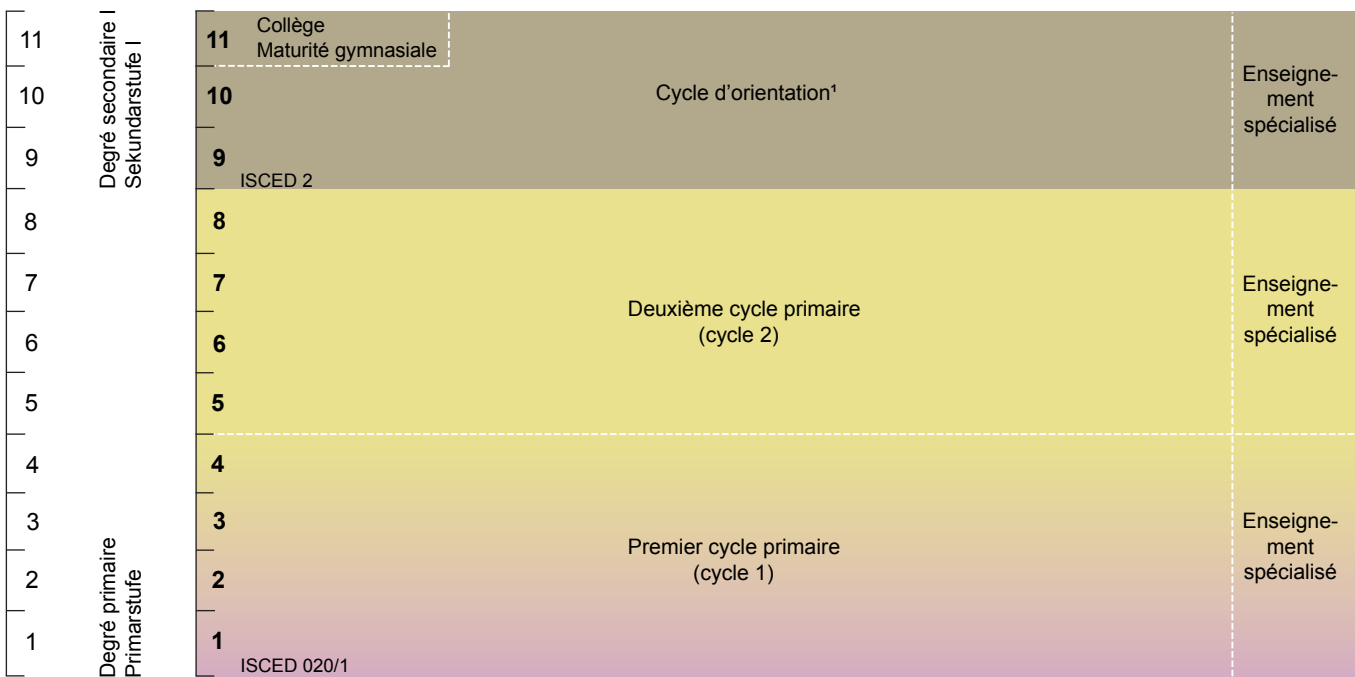 11
10
9
8
7
6
5
4
3
2
1
Degré secondaire I
Sekundarstufe I
Degré primaire
Primarstufe
11
10
9
ISCED 2
8
7
6
5
4
3
2
1
ISCED 020/1
Collège
Maturité gymnasiale
Cycle d’orientation¹
Enseigne-
ment
spécialisé
Deuxième cycle primaire
(cycle 2)
Enseigne-
ment
spécialisé
Premier cycle primaire
(cycle 1)
Enseigne-
ment
spécialisé